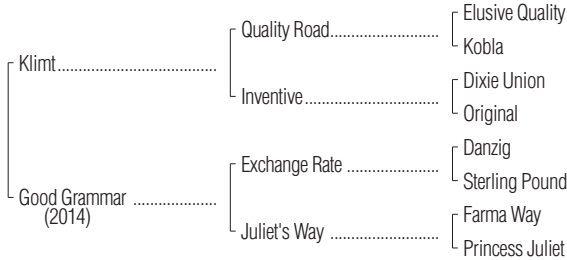 Elusive Quality
Quality Road
Kobla
Klimt
Dixie Union
Inventive
Original
Danzig
Exchange Rate
Sterling Pound
Good Grammar
(2014)
Farma Way
Juliet's Way
Princess Juliet